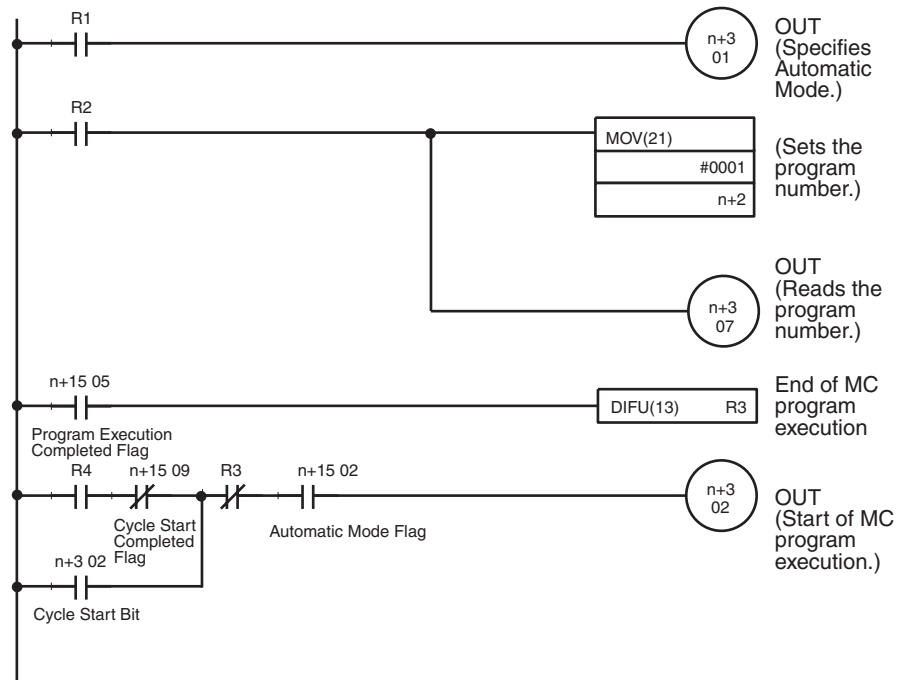 R1
n+3
01
OUT
(Specifies
Automatic
Mode.)
R2
MOV(21)
#0001
n+2
(Sets the
program
number.)
n+3
07
OUT
(Reads the
program
number.)
n+15 05
Program Execution
Completed Flag
DIFU(13) R3
End of MC
program
execution
R4 n+15 09 R3 n+15 02
Cycle Start
Completed
Flag
Automatic Mode Flag
n+3
02
OUT
(Start of MC
program
execution.)
n+3 02
Cycle Start Bit